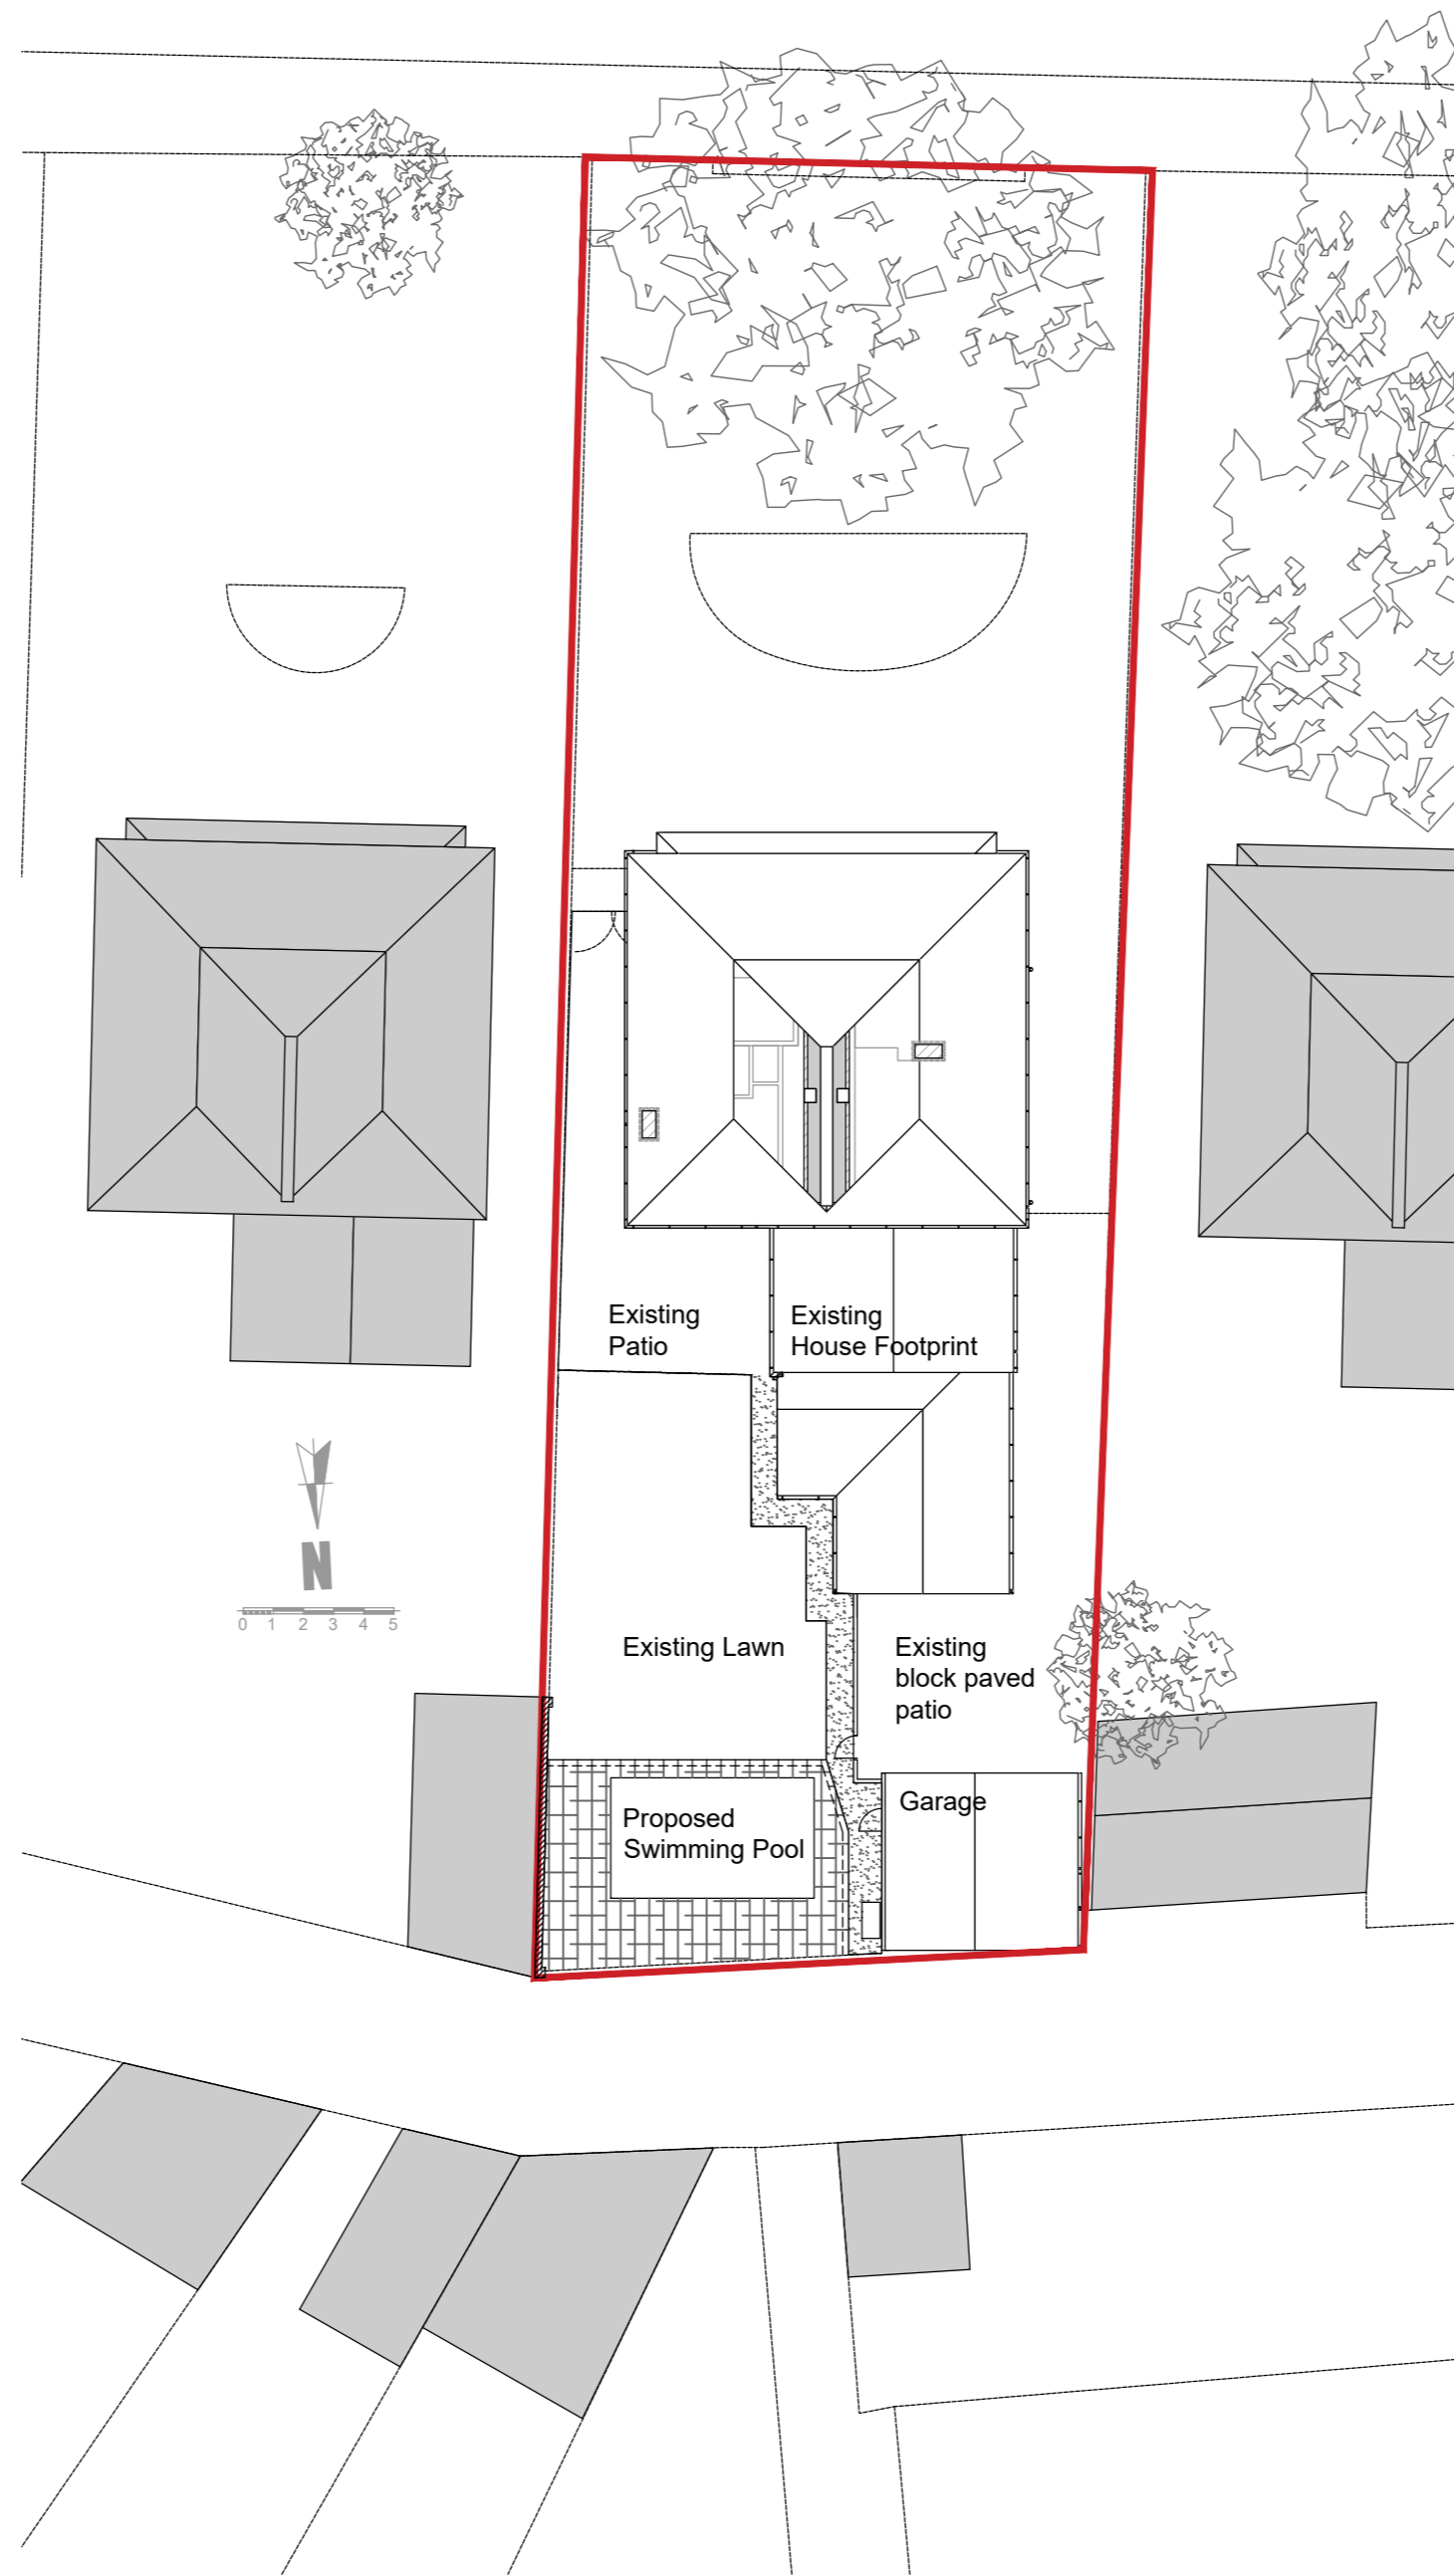 Existing
Patio
Existing
House Footprint
N
0 1 2 3 4 5
Existing Lawn
Existing
block paved
patio
Proposed
Swimming Pool
Garage